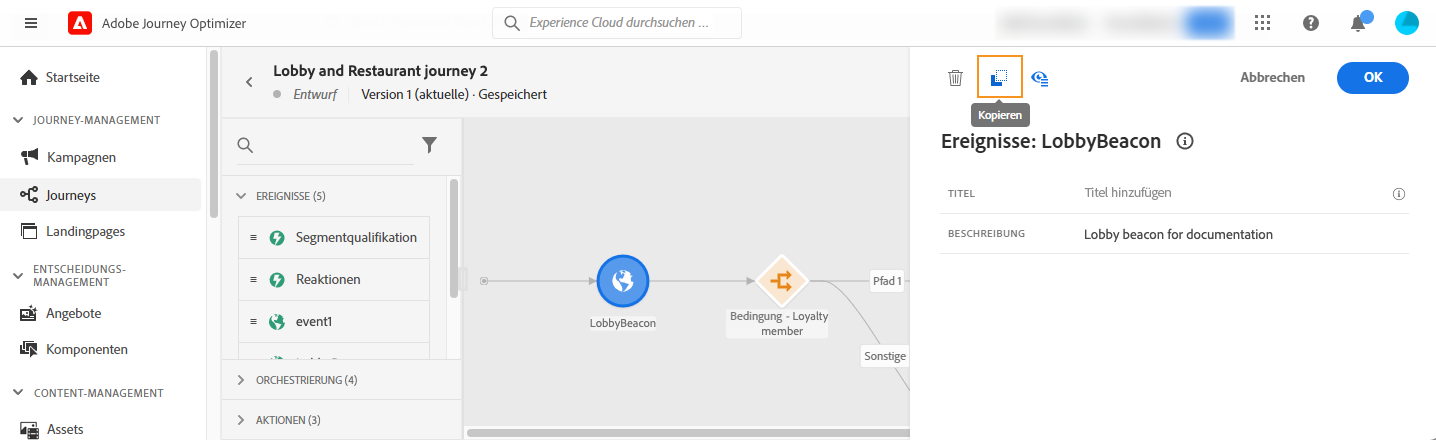 Adobe Journey Optimizer
Experience Cloud durchsuchen ...
Startseite
JOURNEY-MANAGEMENT
Kampagnen
Journeys
Landingpages
ENTSCHEIDUNGS-
MANAGEMENT
Angebote
Komponenten
CONTENT-MANAGEMENT
Assets
Lobby and Restaurant journey 2
Entwurf
Version 1 (aktuelle) · Gespeichert
EREIGNISSE (5)
Segmentqualifikation
Reaktionen
event1
ORCHESTRIERUNG (4)
AKTIONEN (3)
LobbyBeacon
Bedingung - Loyalty
member
Pfad 1
Sonstige
Kopieren
Abbrechen
OK
Ereignisse: LobbyBeacon
TITEL
Titel hinzufügen
BESCHREIBUNG
Lobby beacon for documentation